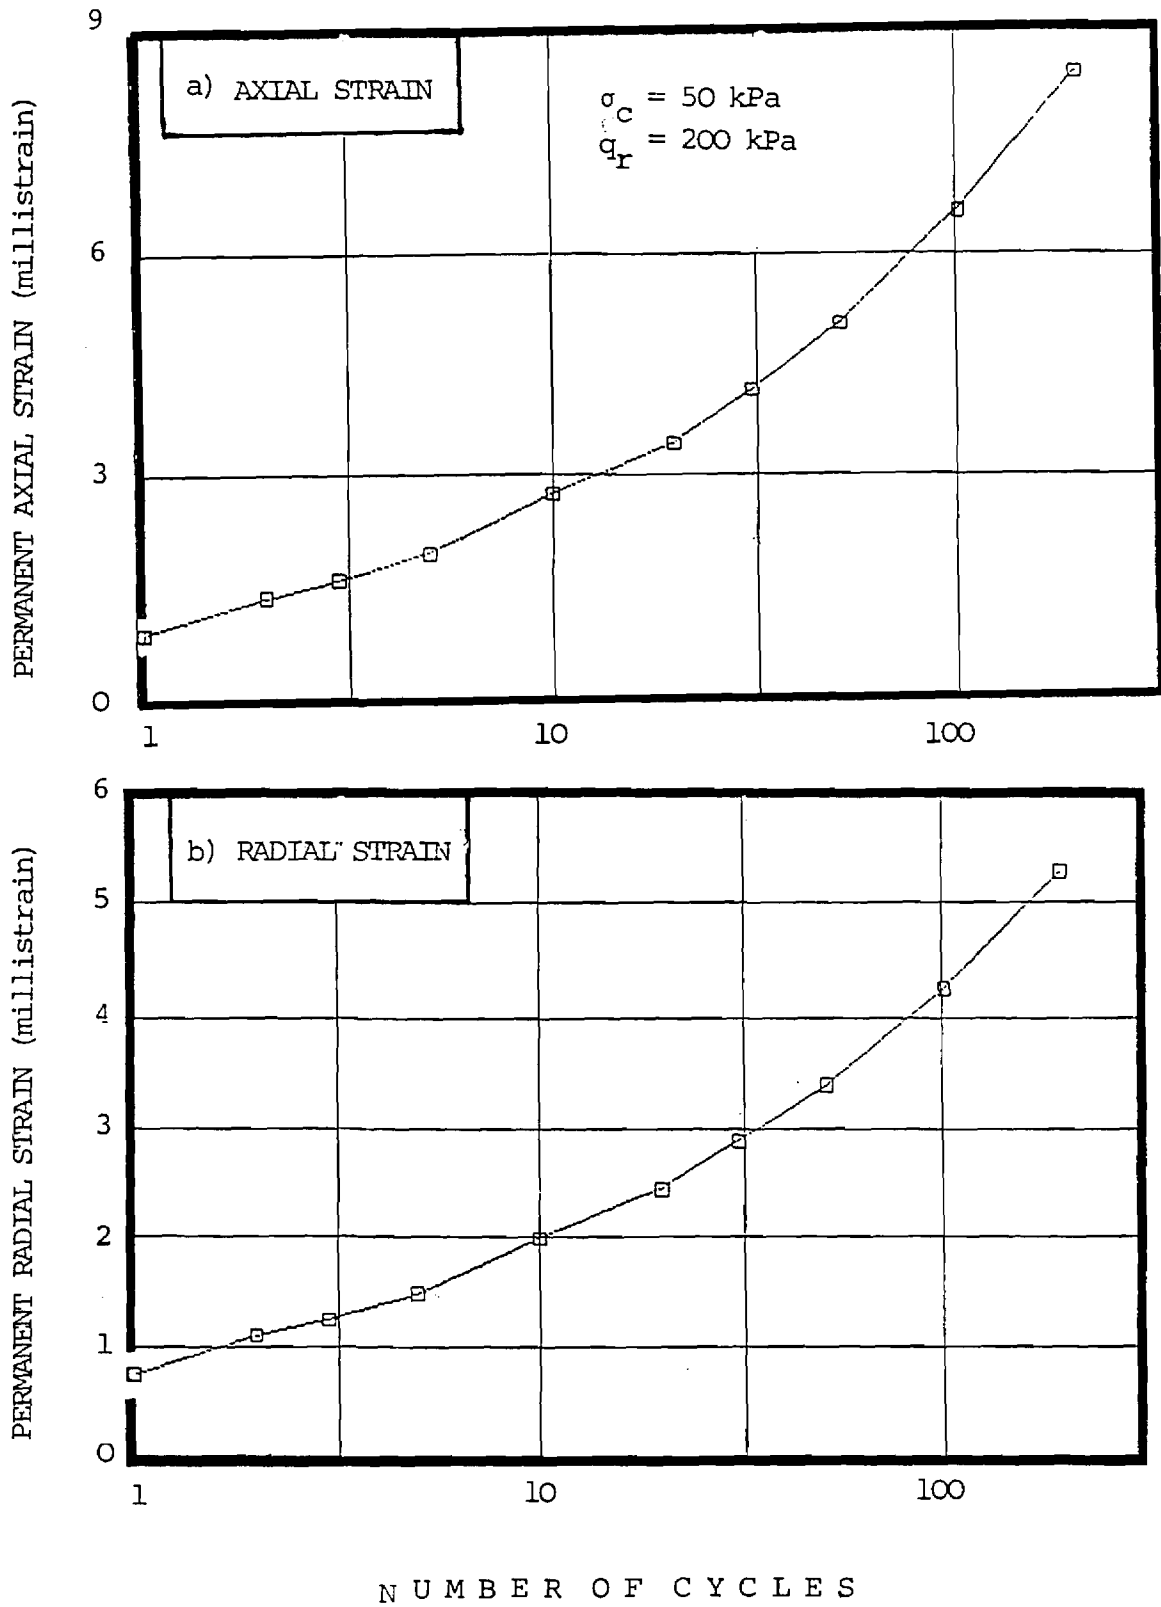 9
a) AXIAL STRAIN
σc = 50 kPa
qr = 200 kPa
6
3
0
PERMANENT AXIAL STRAIN (millistrain)
1 10 100
6
b) RADIAL STRAIN
5
4
3
2
1
0
PERMANENT RADIAL STRAIN (millistrain)
1 10 100
NUMBER OF CYCLES